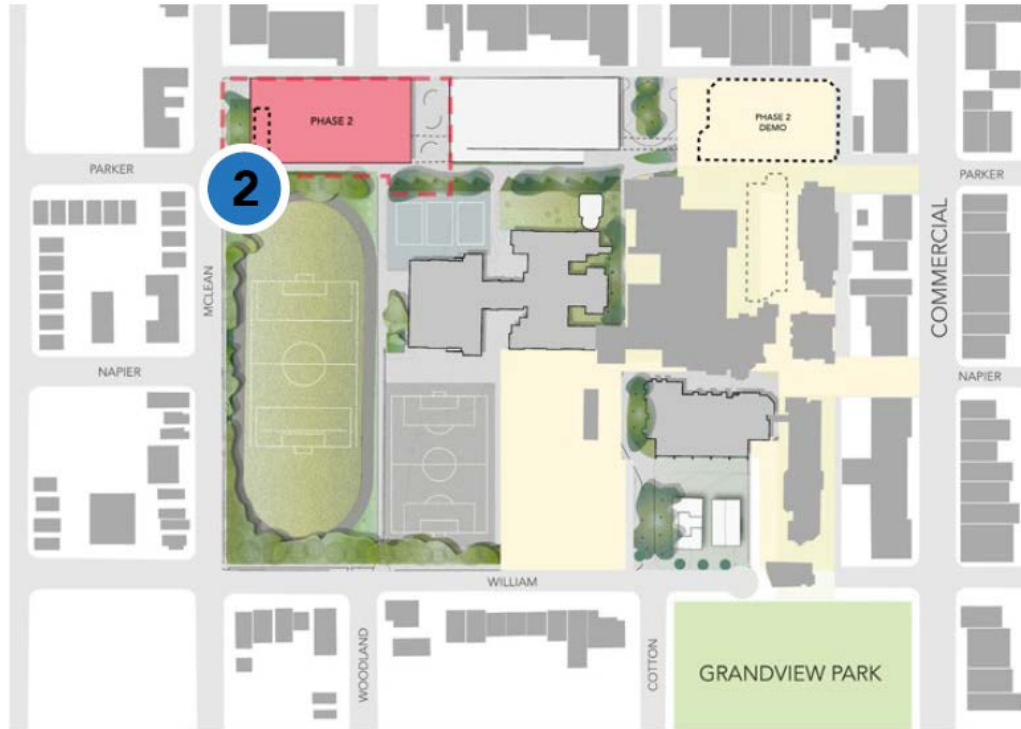 PHASE 2
PHASE 2
DEMO
2
PARKER
PARKER
MCLEAN
COMMERCIAL
NAPIER
NAPIER
WILLIAM
WOODLAND
COTTON
GRANDVIEW PARK